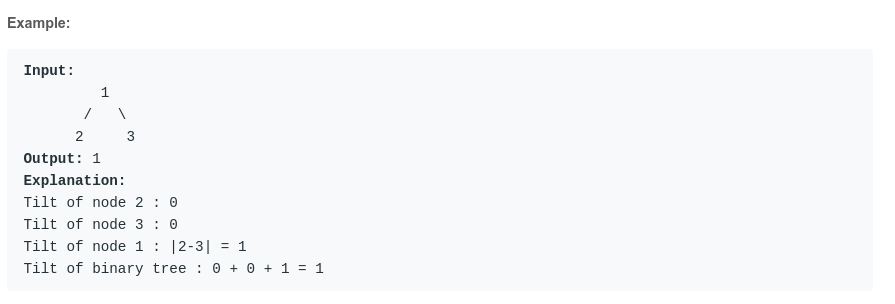 Example:
Input:
1
/ \
2 3
Output: 1
Explanation:
Tilt of node 2 : 0
Tilt of node 3 : 0
Tilt of node 1 : |2-3| = 1
Tilt of binary tree : 0 + 0 + 1 = 1